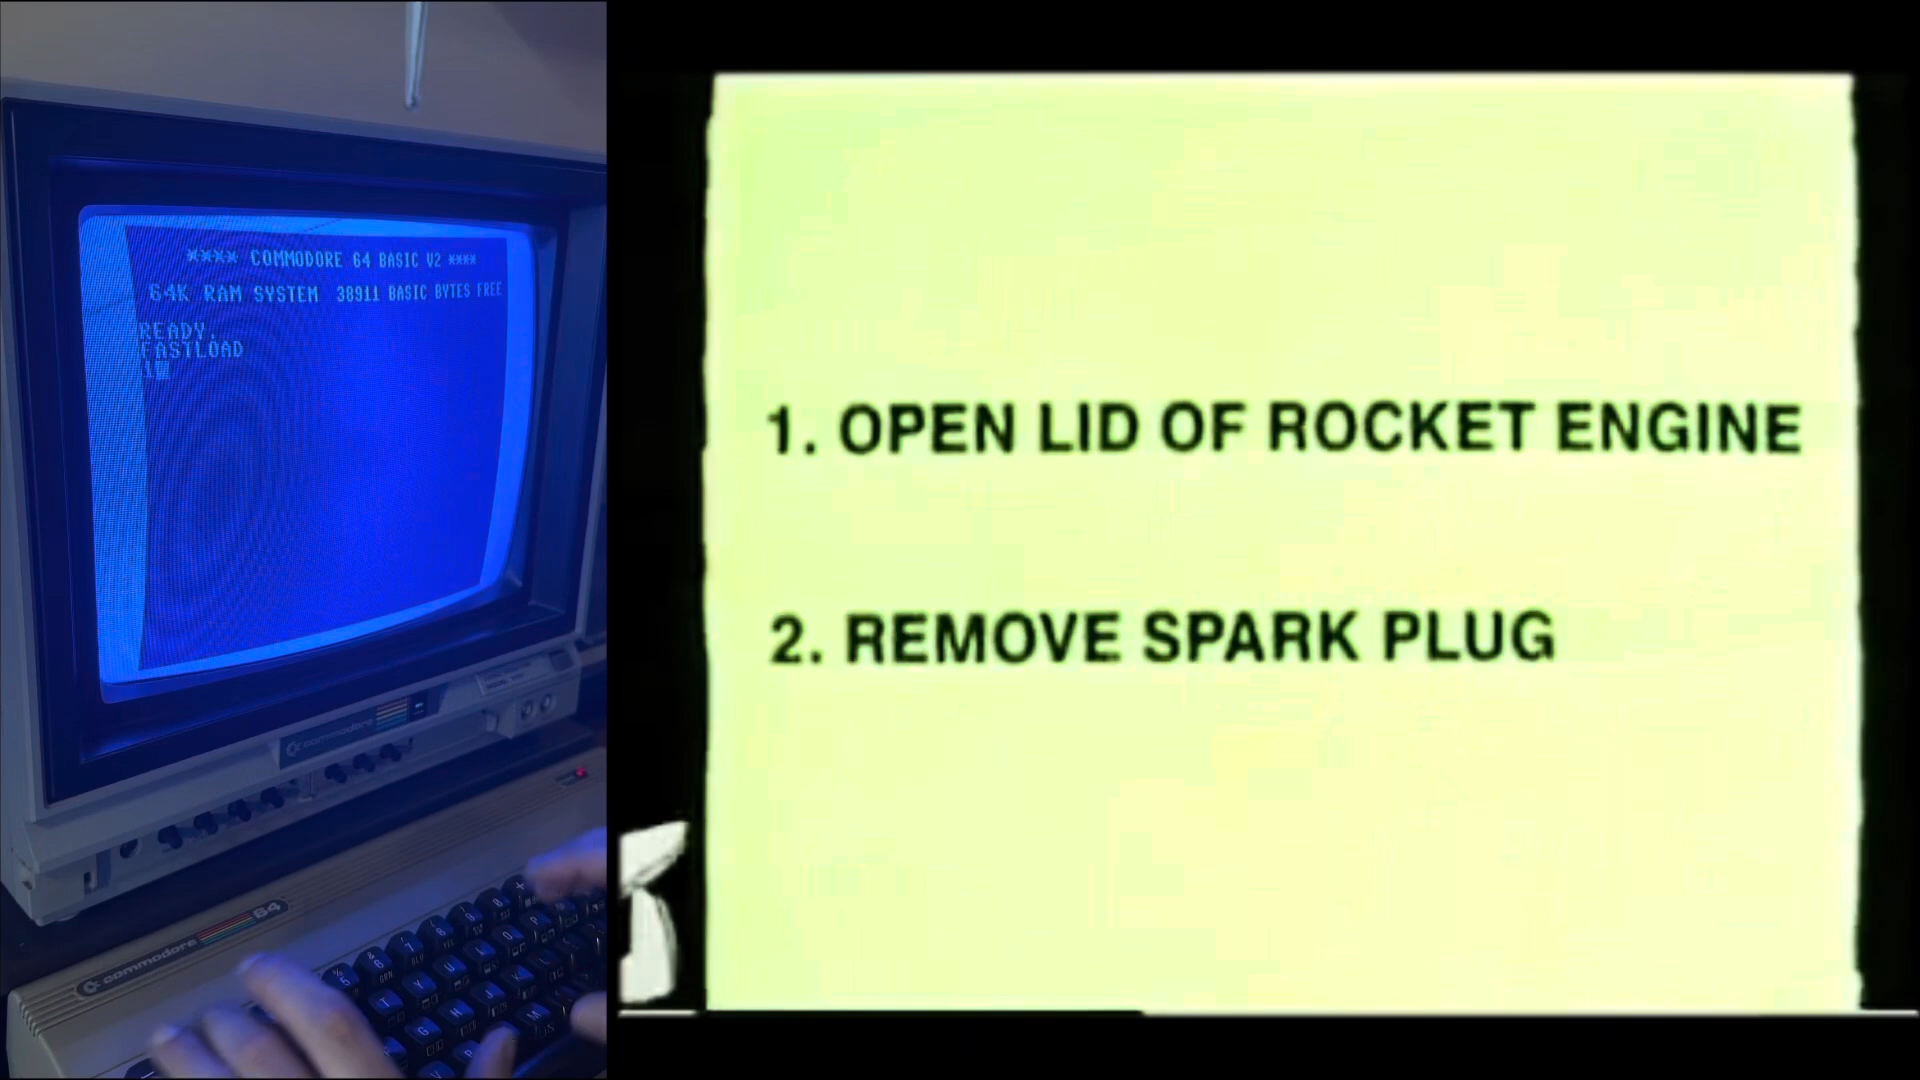 **** COMMODORE 64 BASIC V2 ****
64K RAM SYSTEM 38911 BASIC BYTES FREE
READY.
FASTLOAD
1
commodore
commodore 64
1. OPEN LID OF ROCKET ENGINE
2. REMOVE SPARK PLUG